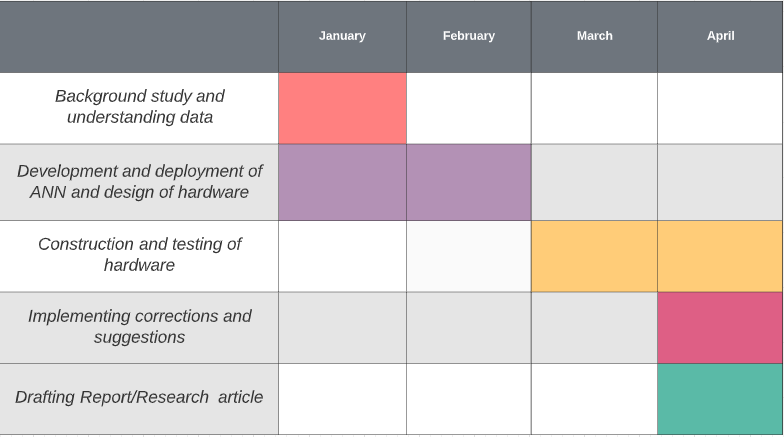 January February March April
Background study and
understanding data
Development and deployment of
ANN and design of hardware
Construction and testing of
hardware
Implementing corrections and
suggestions
Drafting Report/Research  article